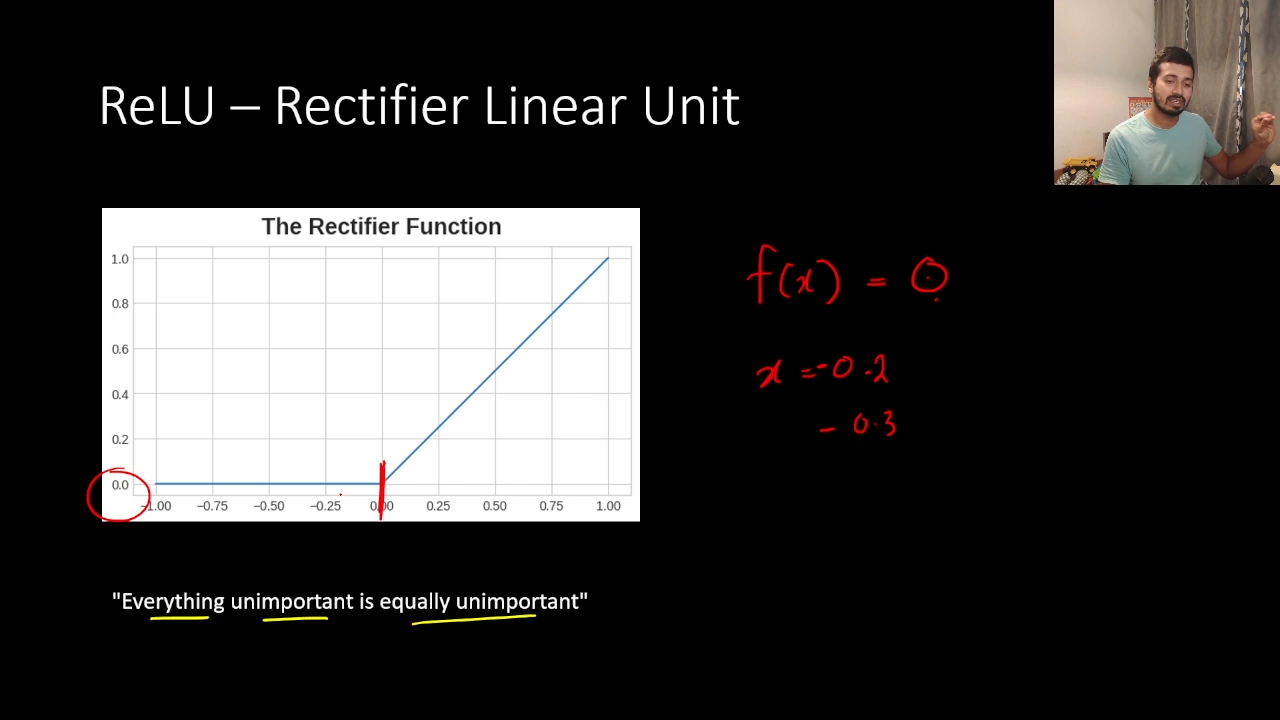 ReLU – Rectifier Linear Unit
The Rectifier Function
1.0
0.8
0.6
0.4
0.2
0.0
−1.00 −0.75 −0.50 −0.25 0.00 0.25 0.50 0.75 1.00
f(x) = 0
x = -0.2
- 0.3
"Everything unimportant is equally unimportant"